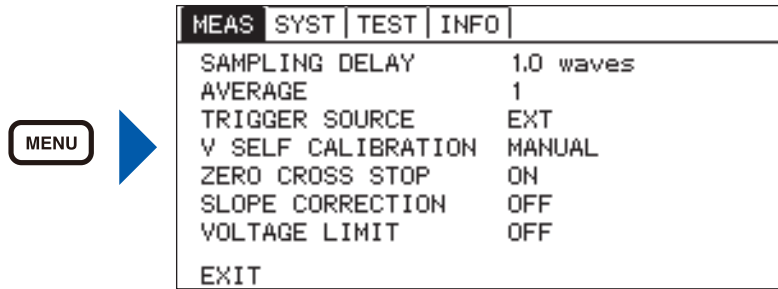 MENU
MEAS SYST TEST INFO
SAMPLING DELAY 1.0 waves
AVERAGE 1
TRIGGER SOURCE EXT
V SELF CALIBRATION MANUAL
ZERO CROSS STOP ON
SLOPE CORRECTION OFF
VOLTAGE LIMIT OFF
EXIT